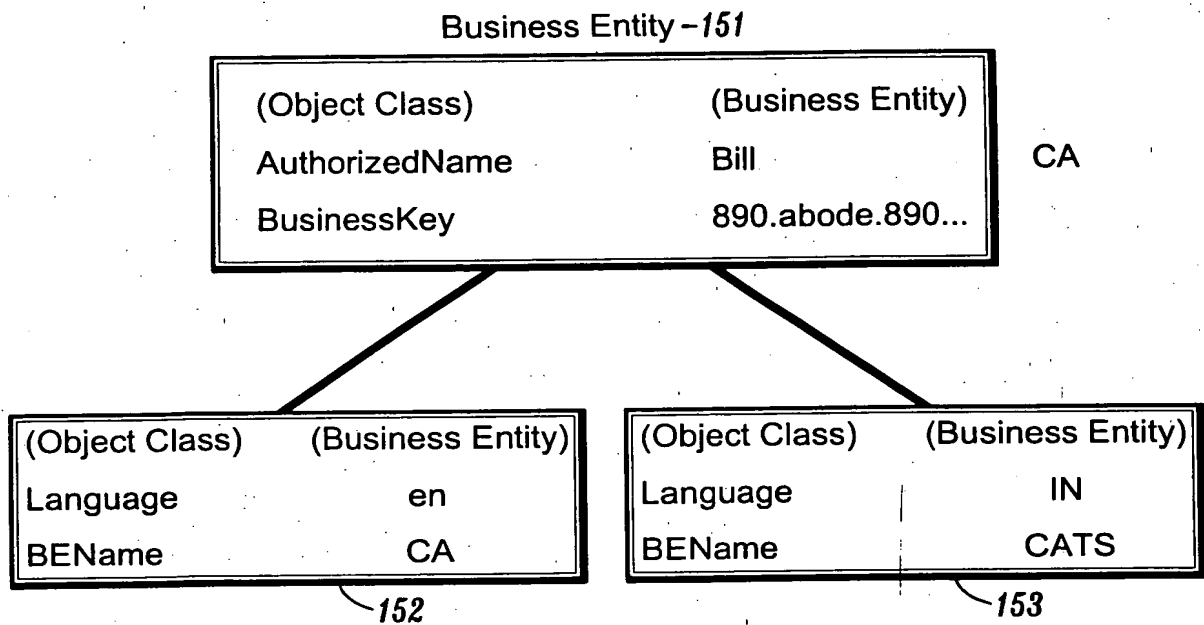 Business Entity -151
(Object Class) (Business Entity)
AuthorizedName Bill CA
BusinessKey 890.abode.890...
(Object Class) (Business Entity)
Language en
BEName CA
152
(Object Class) (Business Entity)
Language IN
BEName CATS
153